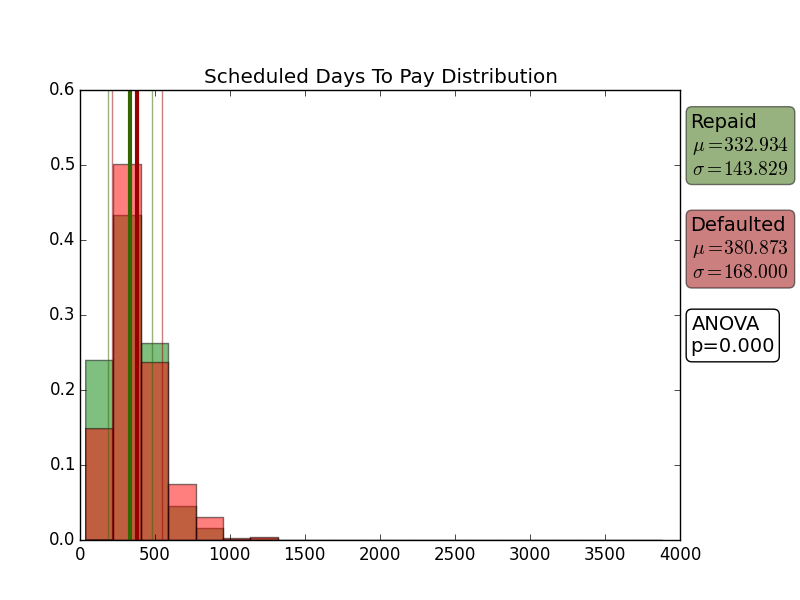 Scheduled Days To Pay Distribution
0.6
0.5
0.4
0.3
0.2
0.1
0.0
0 500 1000 1500 2000 2500 3000 3500 4000
Repaid
μ=332.934
σ=143.829
Defaulted
μ=380.873
σ=168.000
ANOVA
p=0.000